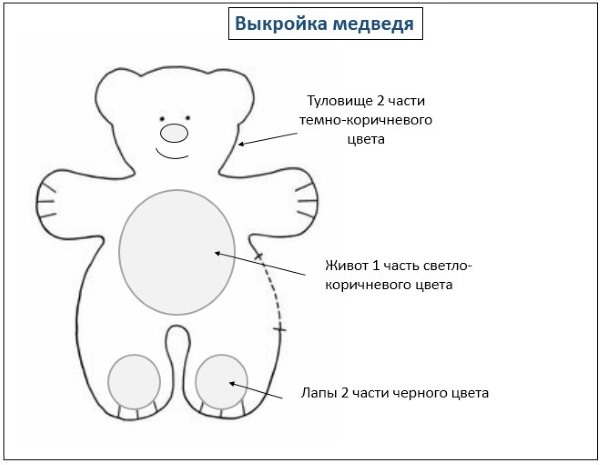 Выкройка медведя
Туловище 2 части
темно-коричневого
цвета
Живот 1 часть светло-
коричневого цвета
Лапы 2 части черного цвета